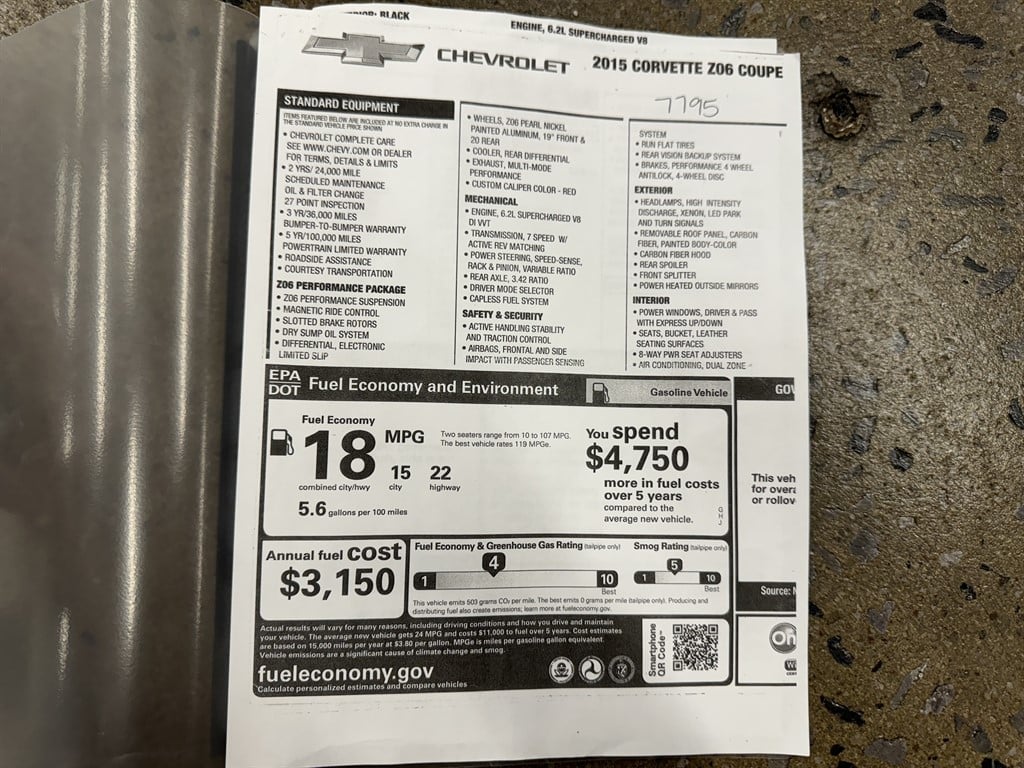 BLACK
ENGINE, 6.2L SUPERCHARGED V8
CHEVROLET
2015 CORVETTE Z06 COUPE
7795
STANDARD EQUIPMENT
ITEMS FEATURED BELOW ARE INCLUDED AT NO EXTRA CHARGE IN
THE STANDARD VEHICLE PRICE SHOWN
• CHEVROLET COMPLETE CARE
SEE WWW.CHEVY.COM OR DEALER
FOR TERMS, DETAILS & LIMITS
• 2 YRS/ 24,000 MILE
SCHEDULED MAINTENANCE
OIL & FILTER CHANGE
27 POINT INSPECTION
• 3 YR/36,000 MILES
BUMPER-TO-BUMPER WARRANTY
• 5 YR/100,000 MILES
POWERTRAIN LIMITED WARRANTY
• ROADSIDE ASSISTANCE
• COURTESY TRANSPORTATION
Z06 PERFORMANCE PACKAGE
• Z06 PERFORMANCE SUSPENSION
• MAGNETIC RIDE CONTROL
• SLOTTED BRAKE ROTORS
• DRY SUMP OIL SYSTEM
• DIFFERENTIAL, ELECTRONIC
LIMITED SLIP
• WHEELS, Z06 PEARL NICKEL
PAINTED ALUMINUM, 19" FRONT &
20 REAR
• COOLER, REAR DIFFERENTIAL
• EXHAUST, MULTI-MODE
PERFORMANCE
• CUSTOM CALIPER COLOR - RED
MECHANICAL
• ENGINE, 6.2L SUPERCHARGED V8
DI VVT
• TRANSMISSION, 7 SPEED W/
ACTIVE REV MATCHING
• POWER STEERING, SPEED-SENSE,
RACK & PINION, VARIABLE RATIO
• REAR AXLE, 3.42 RATIO
• DRIVER MODE SELECTOR
• CAPLESS FUEL SYSTEM
SAFETY & SECURITY
• ACTIVE HANDLING STABILITY
AND TRACTION CONTROL
• AIRBAGS, FRONTAL AND SIDE
IMPACT WITH PASSENGER SENSING
SYSTEM
• RUN FLAT TIRES
• REAR VISION BACKUP SYSTEM
• BRAKES, PERFORMANCE 4 WHEEL
ANTILOCK, 4-WHEEL DISC
EXTERIOR
• HEADLAMPS, HIGH INTENSITY
DISCHARGE, XENON, LED PARK
AND TURN SIGNALS
• REMOVABLE ROOF PANEL, CARBON
FIBER, PAINTED BODY-COLOR
• CARBON FIBER HOOD
• REAR SPOILER
• FRONT SPLITTER
• POWER HEATED OUTSIDE MIRRORS
INTERIOR
• POWER WINDOWS, DRIVER & PASS
WITH EXPRESS UP/DOWN
• SEATS, BUCKET, LEATHER
SEATING SURFACES
• 8-WAY PWR SEAT ADJUSTERS
• AIR CONDITIONING, DUAL ZONE
EPA
DOT
Fuel Economy and Environment
Gasoline Vehicle
Fuel Economy
18 MPG
combined city/hwy
15
city
22
highway
Two seaters range from 10 to 107 MPG.
The best vehicle rates 119 MPGe.
5.6 gallons per 100 miles
You spend
$4,750
more in fuel costs
over 5 years
compared to the
average new vehicle.
G
H
J
Annual fuel cost
$3,150
Fuel Economy & Greenhouse Gas Rating (tailpipe only)
4
1
10
Best
Smog Rating (tailpipe only)
5
1
10
Best
This vehicle emits 503 grams CO₂ per mile. The best emits 0 grams per mile (tailpipe only). Producing and
distributing fuel also create emissions; learn more at fueleconomy.gov.
Actual results will vary for many reasons, including driving conditions and how you drive and maintain
your vehicle. The average new vehicle gets 24 MPG and costs $11,000 to fuel over 5 years. Cost estimates
are based on 15,000 miles per year at $3.80 per gallon. MPGe is miles per gasoline gallon equivalent.
Vehicle emissions are a significant cause of climate change and smog.
fueleconomy.gov
Calculate personalized estimates and compare vehicles
Smartphone
QR Code™
GOV
This veh
for overa
or rollov
Source: N
On